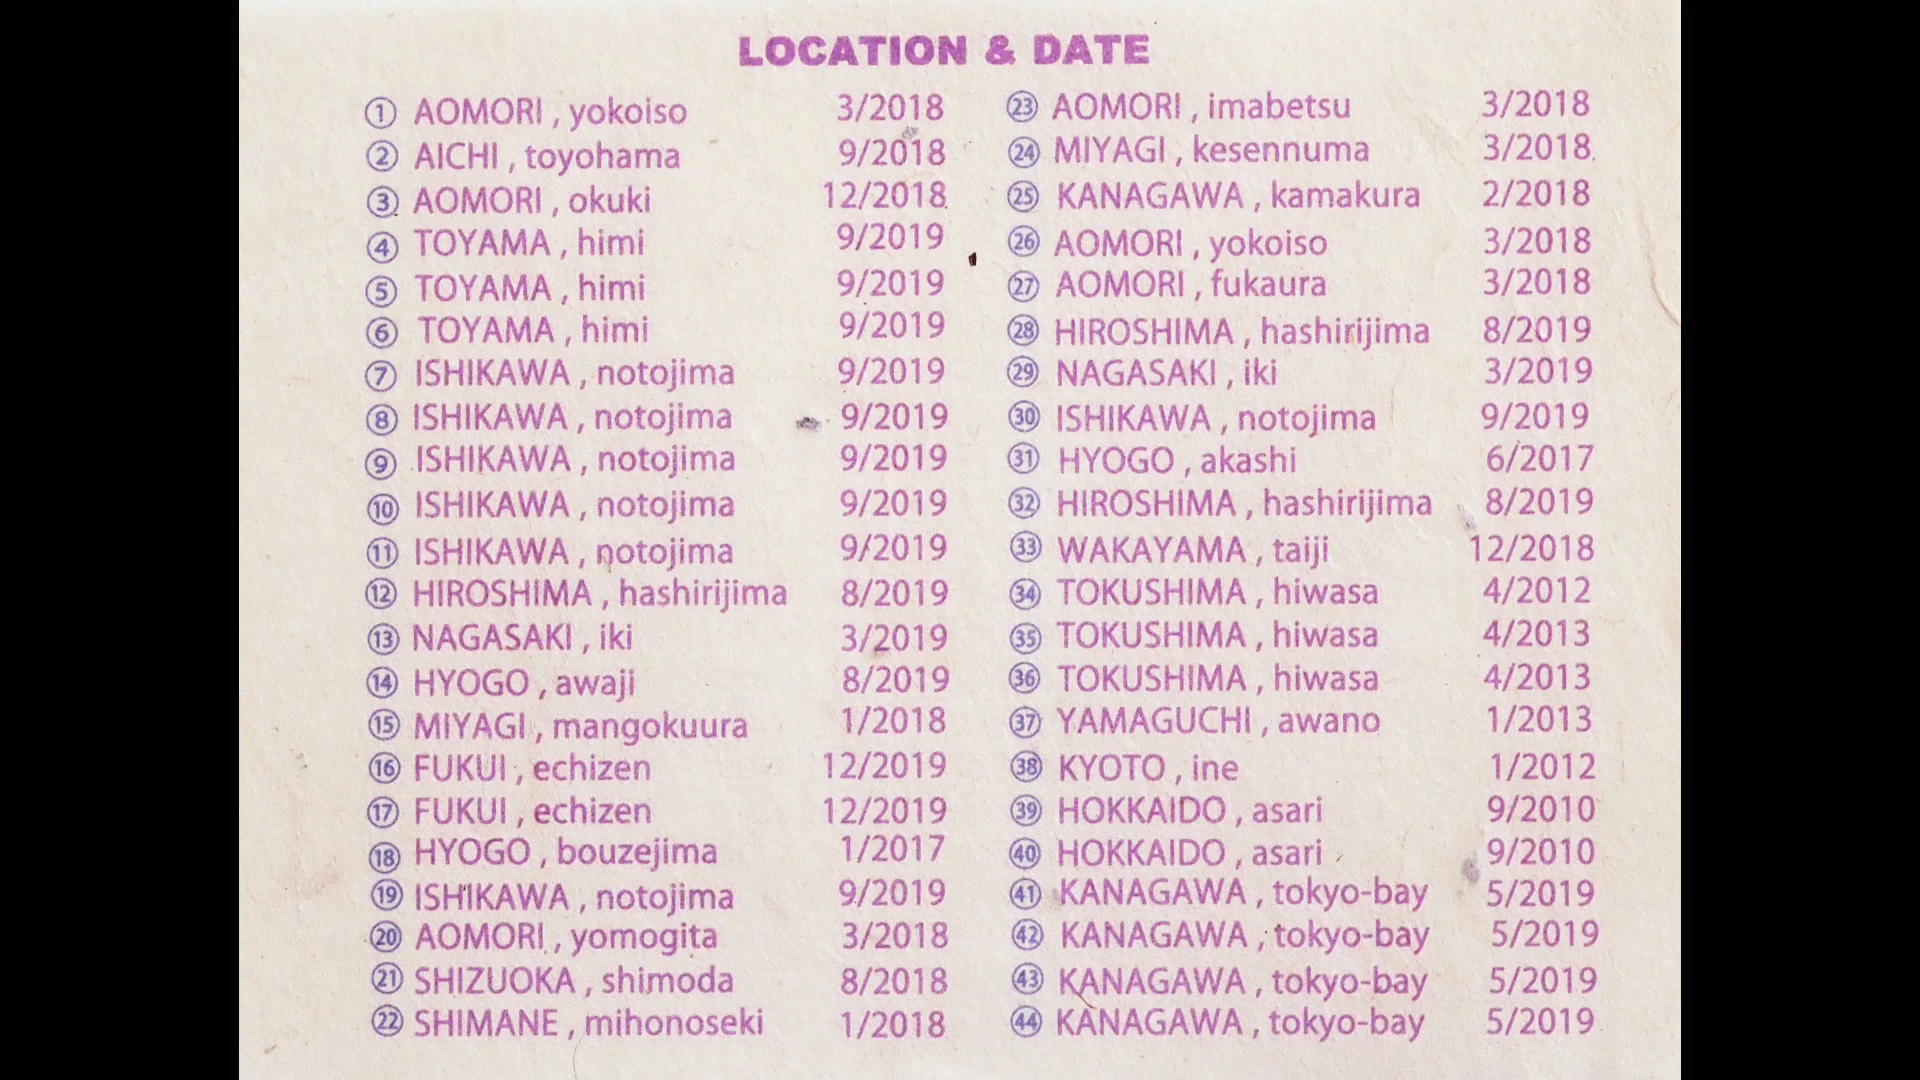 LOCATION & DATE
① AOMORI , yokoiso 3/2018
② AICHI , toyohama 9/2018
③ AOMORI , okuki 12/2018
④ TOYAMA , himi 9/2019
⑤ TOYAMA , himi 9/2019
⑥ TOYAMA , himi 9/2019
⑦ ISHIKAWA , notojima 9/2019
⑧ ISHIKAWA , notojima 9/2019
⑨ ISHIKAWA , notojima 9/2019
⑩ ISHIKAWA , notojima 9/2019
⑪ ISHIKAWA , notojima 9/2019
⑫ HIROSHIMA , hashirijima 8/2019
⑬ NAGASAKI , iki 3/2019
⑭ HYOGO , awaji 8/2019
⑮ MIYAGI , mangokuura 1/2018
⑯ FUKUI , echizen 12/2019
⑰ FUKUI , echizen 12/2019
⑱ HYOGO , bouzejima 1/2017
⑲ ISHIKAWA , notojima 9/2019
⑳ AOMORI , yomogita 3/2018
㉑ SHIZUOKA , shimoda 8/2018
㉒ SHIMANE , mihonoseki 1/2018
㉓ AOMORI , imabetsu 3/2018
㉔ MIYAGI , kesennuma 3/2018
㉕ KANAGAWA , kamakura 2/2018
㉖ AOMORI , yokoiso 3/2018
㉗ AOMORI , fukaura 3/2018
㉘ HIROSHIMA , hashirijima 8/2019
㉙ NAGASAKI , iki 3/2019
㉚ ISHIKAWA , notojima 9/2019
㉛ HYOGO , akashi 6/2017
㉜ HIROSHIMA , hashirijima 8/2019
㉝ WAKAYAMA , taiji 12/2018
㉞ TOKUSHIMA , hiwasa 4/2012
㉟ TOKUSHIMA , hiwasa 4/2013
㊱ TOKUSHIMA , hiwasa 4/2013
㊲ YAMAGUCHI , awano 1/2013
㊳ KYOTO , ine 1/2012
㊴ HOKKAIDO , asari 9/2010
㊵ HOKKAIDO , asari 9/2010
㊶ KANAGAWA , tokyo-bay 5/2019
㊷ KANAGAWA , tokyo-bay 5/2019
㊸ KANAGAWA , tokyo-bay 5/2019
㊹ KANAGAWA , tokyo-bay 5/2019